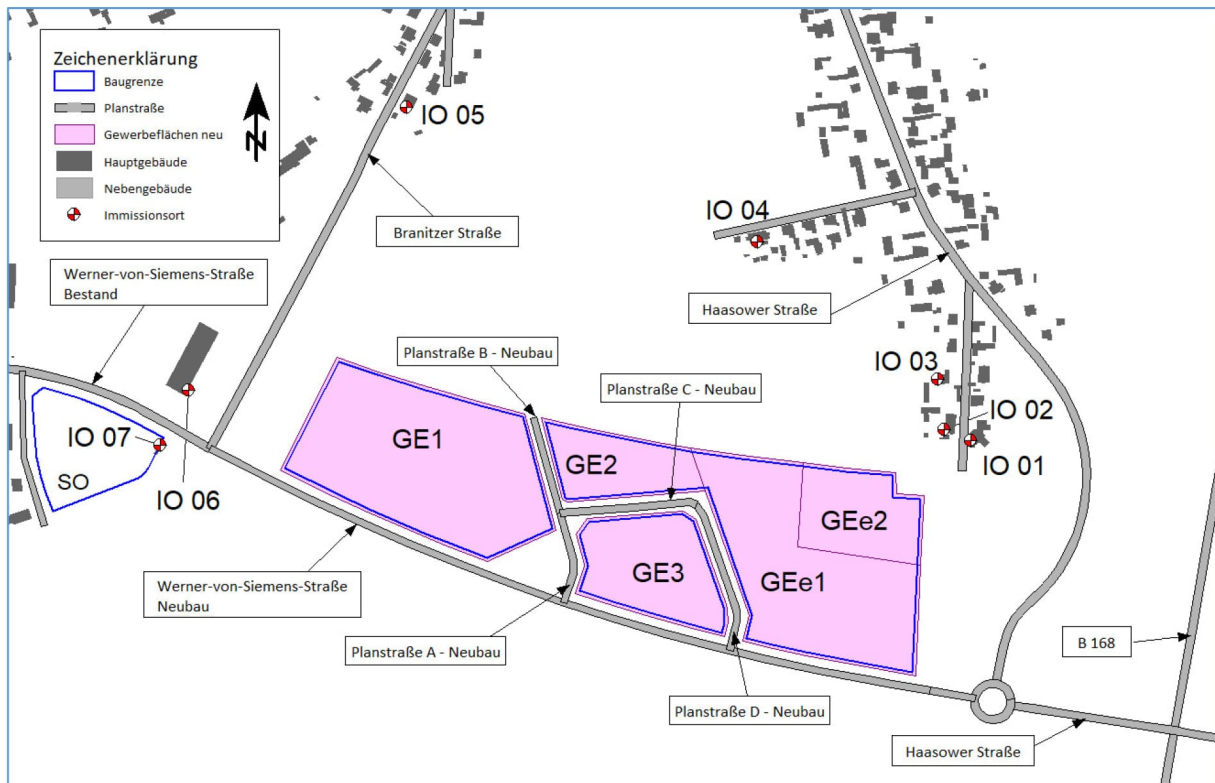 Zeichenerklärung
Baugrenze
Planstraße
Gewerbeflächen neu
Hauptgebäude
Nebengebäude
Immissionsort
N
IO 05
Branitzer Straße
IO 04
Werner-von-Siemens-Straße
Bestand
Haasower Straße
IO 03
Planstraße B - Neubau
Planstraße C - Neubau
IO 02
IO 01
IO 07
SO
IO 06
GE1
GE2
GEe2
GE3
GEe1
Werner-von-Siemens-Straße
Neubau
Planstraße A - Neubau
B 168
Planstraße D - Neubau
Haasower Straße